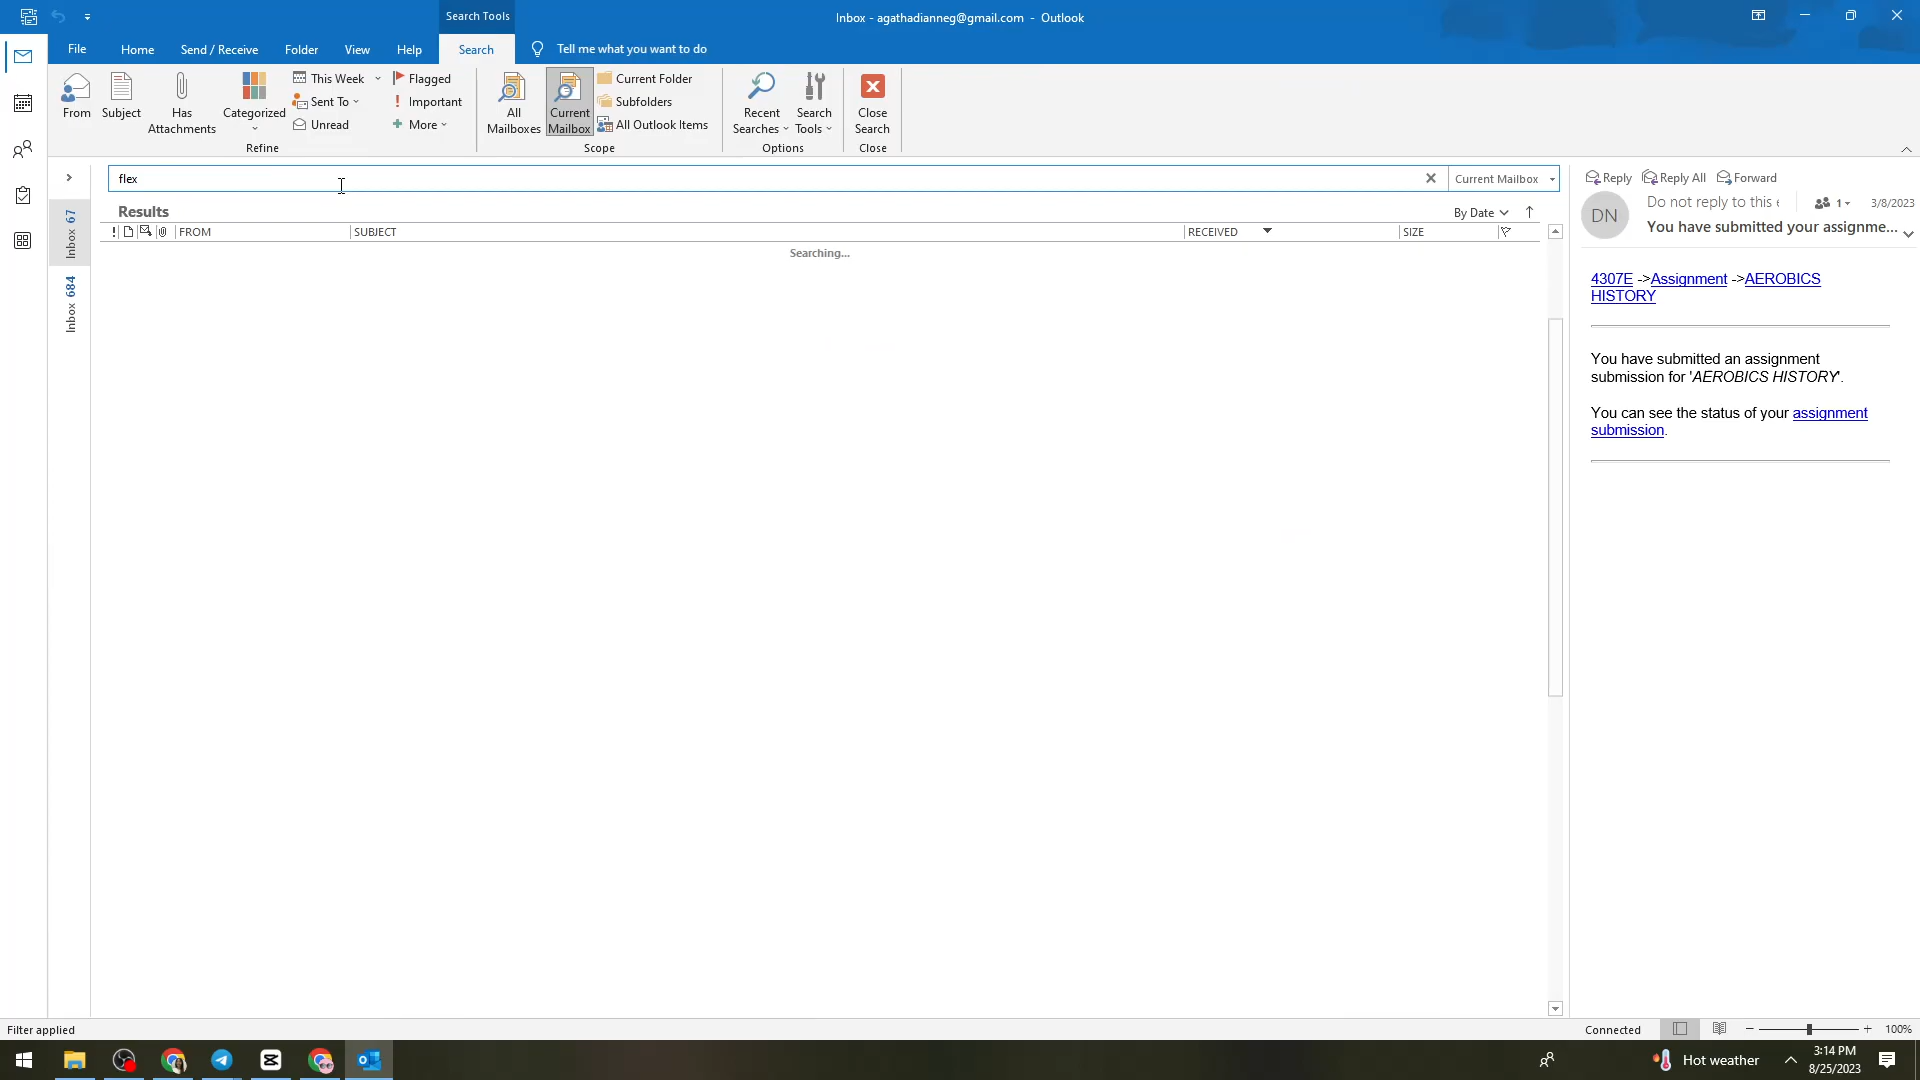 Search Tools
Inbox - agathadianneg@gmail.com - Outlook
File Home Send / Receive Folder View Help Search Tell me what you want to do
From
Subject
Has Attachments
Categorized
This Week
Sent To
Unread
Flagged
! Important
+ More
Refine
All Mailboxes
Current Mailbox
Current Folder
Subfolders
All Outlook Items
Scope
Recent Searches
Search Tools
Options
Close Search
Close
flex
Current Mailbox
Results
By Date
! FROM SUBJECT RECEIVED SIZE
Searching...
Inbox 67
Inbox 684
Reply Reply All Forward
DN
Do not reply to this e
1
3/8/2023
You have submitted your assignme...
4307E ->Assignment ->AEROBICS
HISTORY
You have submitted an assignment
submission for 'AEROBICS HISTORY'.
You can see the status of your assignment
submission.
Filter applied
Connected
100%
Hot weather
3:14 PM
8/25/2023